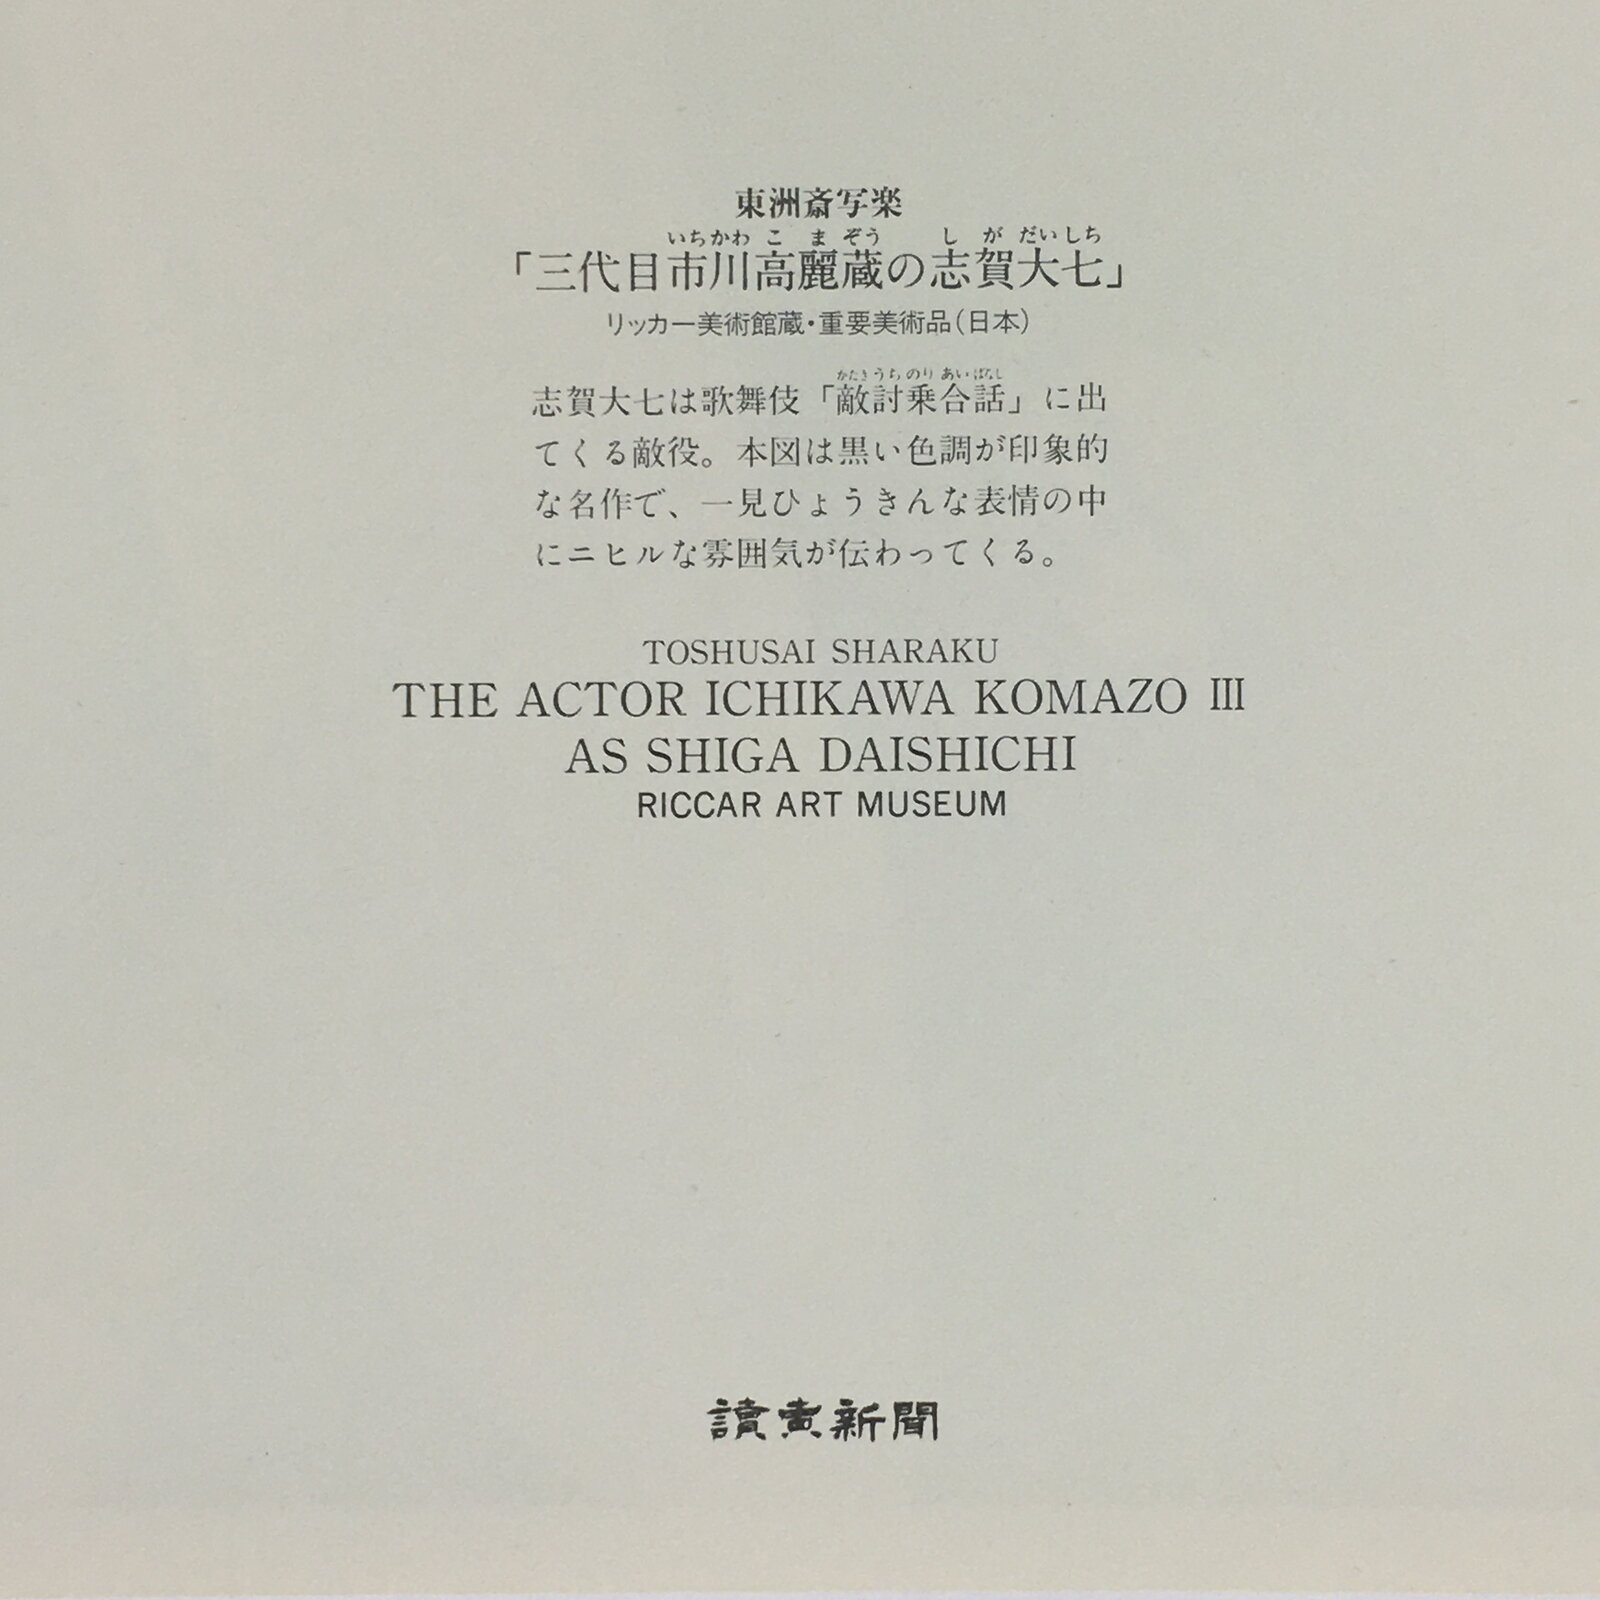 東洲斎写楽
いちかわ こ ま ぞう し が だいしち
「三代目市川高麗蔵の志賀大七」
リッカー美術館蔵・重要美術品(日本)
かたきうちのりあいばなし
志賀大七は歌舞伎「敵討乗合話」に出
てくる敵役。本図は黒い色調が印象的
な名作で、一見ひょうきんな表情の中
にニヒルな雰囲気が伝わってくる。
TOSHUSAI SHARAKU
THE ACTOR ICHIKAWA KOMAZO III
AS SHIGA DAISHICHI
RICCAR ART MUSEUM
讀賣新聞